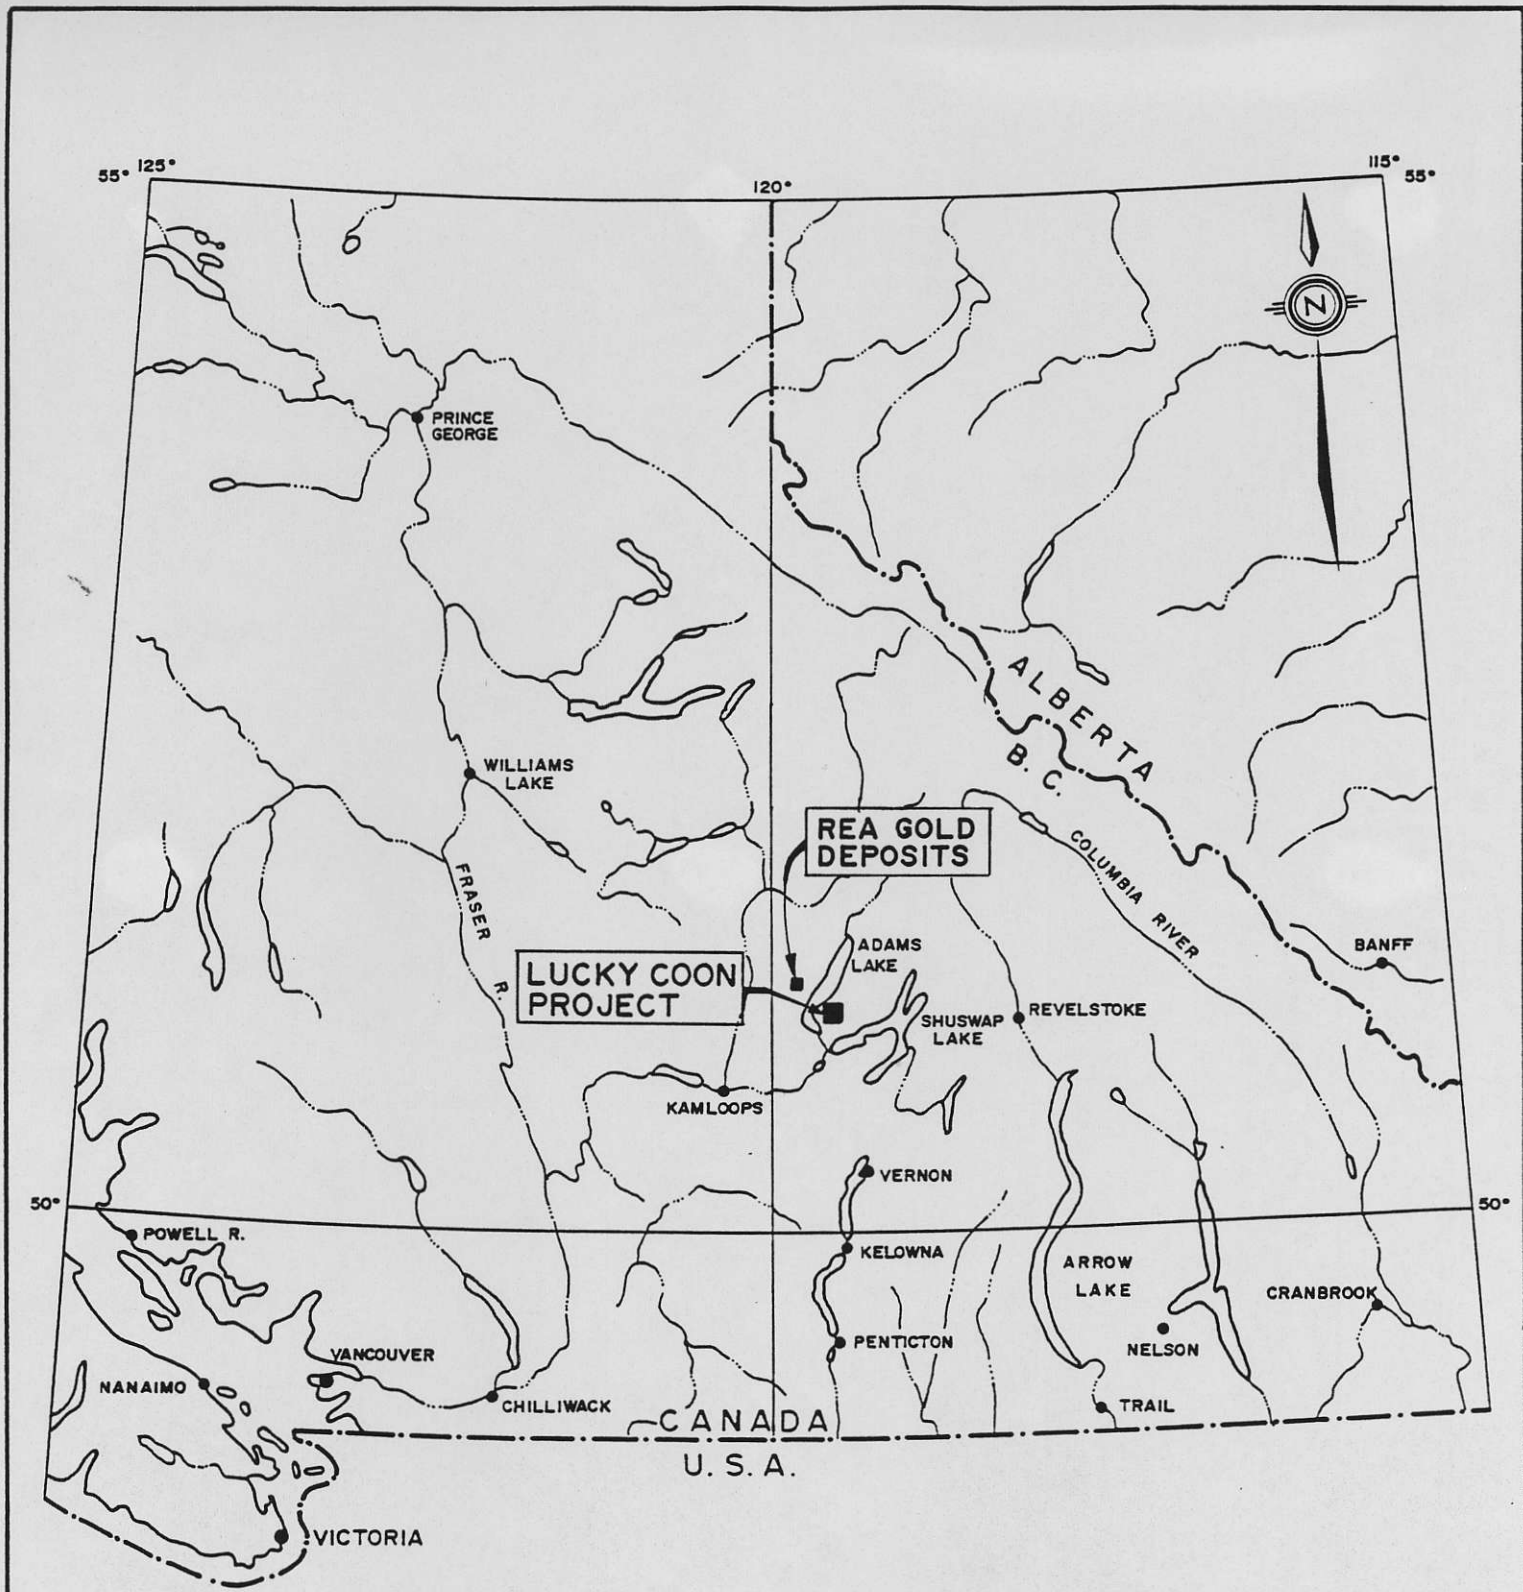 125°
55°
120°
115°
55°
N
PRINCE
GEORGE
ALBERTA
B. C.
WILLIAMS
LAKE
REA GOLD
DEPOSITS
COLUMBIA RIVER
FRASER R.
ADAMS
LAKE
BANFF
LUCKY COON
PROJECT
SHUSWAP
LAKE
REVELSTOKE
KAMLOOPS
VERNON
50°
50°
POWELL R.
KELOWNA
ARROW
LAKE
CRANBROOK
VANCOUVER
PENTICTON
NELSON
NANAIMO
CHILLIWACK
TRAIL
CANADA
U. S. A.
VICTORIA